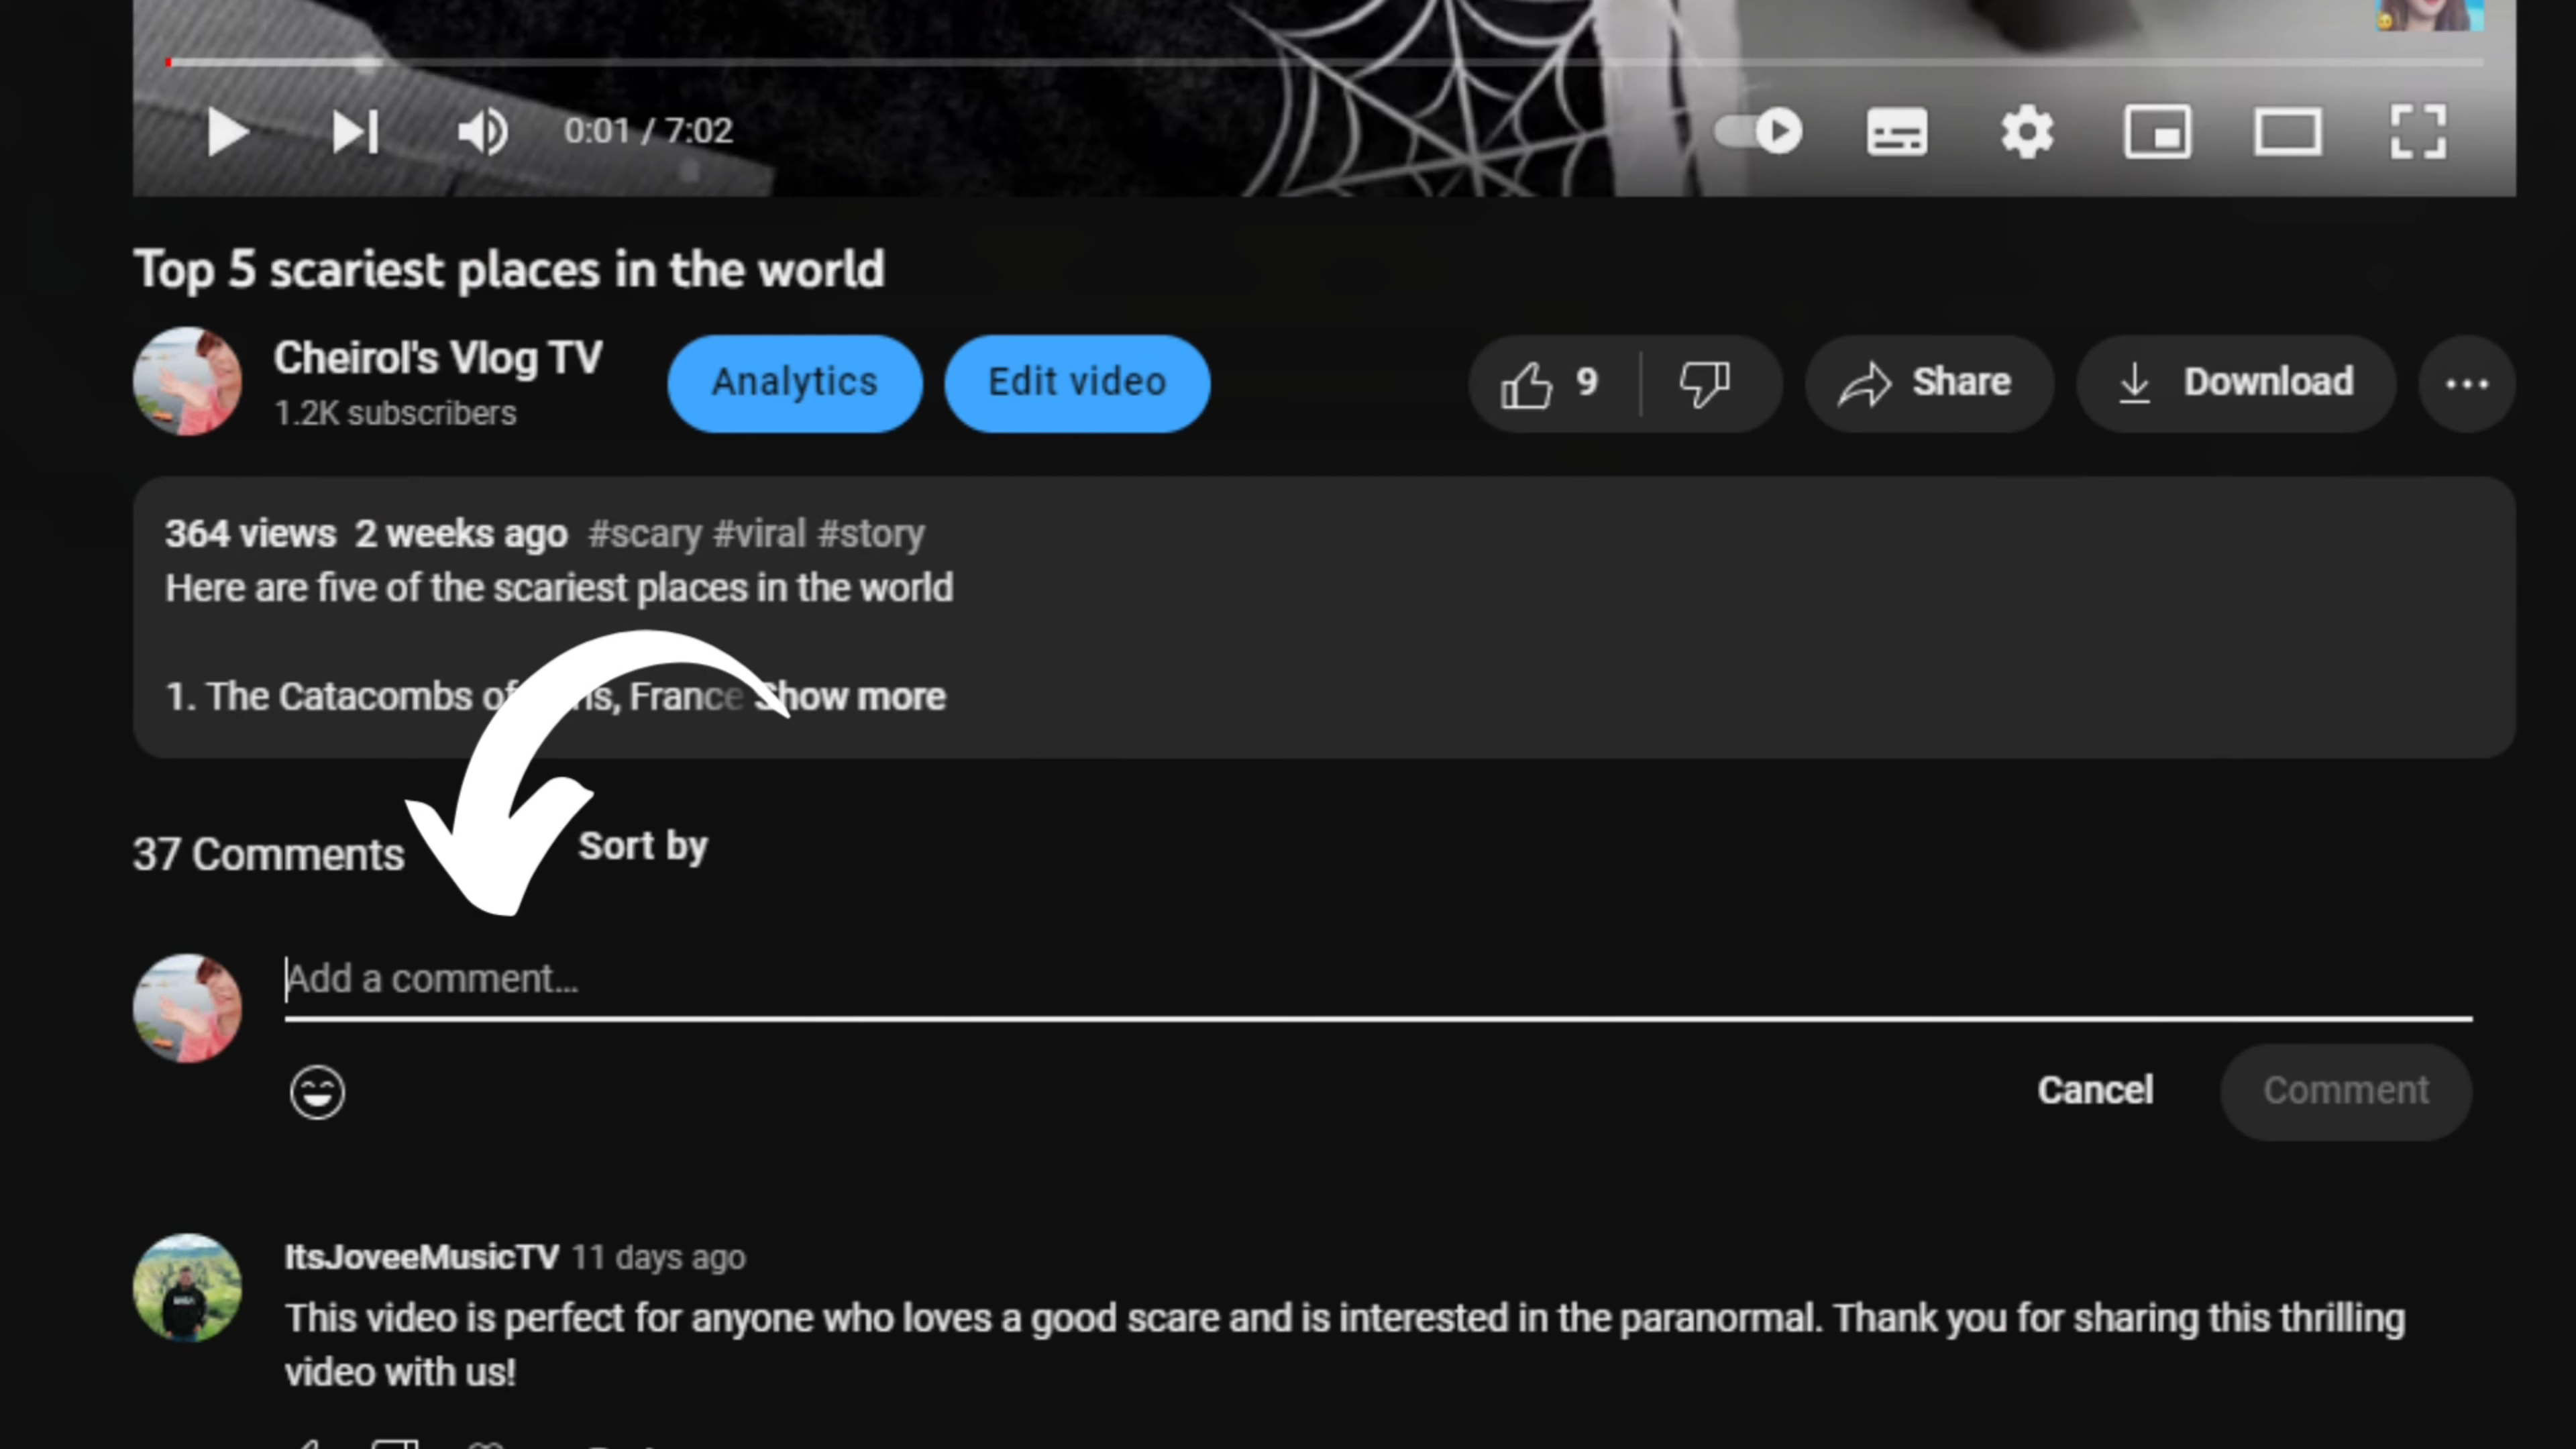 0:01 / 7:02
Top 5 scariest places in the world
Cheirol's Vlog TV
1.2K subscribers
Analytics
Edit video
9
Share
Download
364 views 2 weeks ago #scary #viral #story
Here are five of the scariest places in the world
1. The Catacombs of France Show more
37 Comments
Sort by
Add a comment...
Cancel
Comment
ItsJoveeMusicTV 11 days ago
This video is perfect for anyone who loves a good scare and is interested in the paranormal. Thank you for sharing this thrilling
video with us!